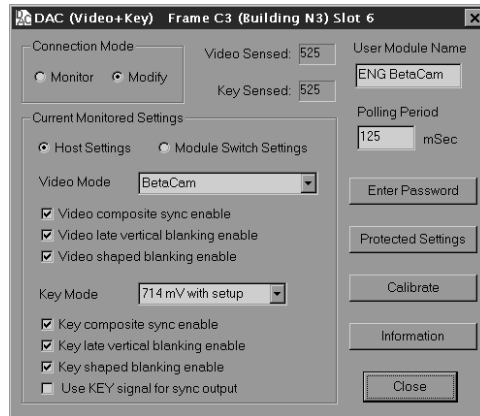 DAC (Video+Key) Frame C3 (Building N3) Slot 6
Connection Mode
Monitor Modify
Video Sensed: 525
Key Sensed: 525
User Module Name
ENG BetaCam
Polling Period
125 mSec
Current Monitored Settings
Host Settings Module Switch Settings
Video Mode BetaCam
Video composite sync enable
Video late vertical blanking enable
Video shaped blanking enable
Key Mode 714 mV with setup
Key composite sync enable
Key late vertical blanking enable
Key shaped blanking enable
Use KEY signal for sync output
Enter Password
Protected Settings
Calibrate
Information
Close